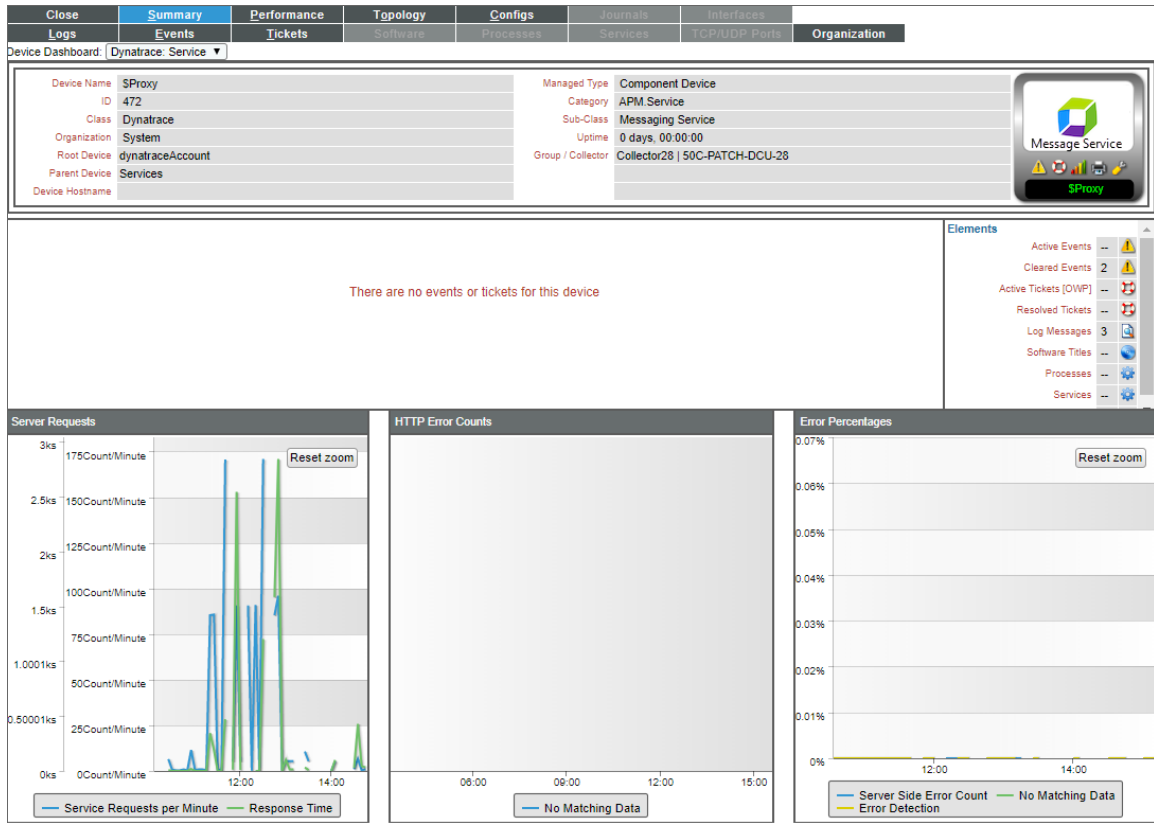 Close Summary Performance Topology Configs Journals Interfaces
Logs Events Tickets Software Processes Services TCP/UDP Ports Organization
Device Dashboard: Dynatrace: Service ▼
Device Name $Proxy Managed Type Component Device
ID 472 Category APM.Service
Class Dynatrace Sub-Class Messaging Service
Organization System Uptime 0 days, 00:00:00
Root Device dynatraceAccount Group / Collector Collector28 | 50C-PATCH-DCU-28
Parent Device Services
Device Hostname
Message Service
$Proxy
There are no events or tickets for this device
Elements
Active Events --
Cleared Events 2
Active Tickets [OWP] --
Resolved Tickets --
Log Messages 3
Software Titles --
Processes --
Services --
Server Requests
Reset zoom
3ks
2.5ks
2ks
1.5ks
1.0001ks
0.50001ks
0ks
175Count/Minute
150Count/Minute
125Count/Minute
100Count/Minute
75Count/Minute
50Count/Minute
25Count/Minute
0Count/Minute
12:00 14:00
Service Requests per Minute Response Time
HTTP Error Counts
06:00 09:00 12:00 15:00
No Matching Data
Error Percentages
Reset zoom
0.07%
0.06%
0.05%
0.04%
0.03%
0.02%
0.01%
0%
12:00 14:00
Server Side Error Count No Matching Data
Error Detection